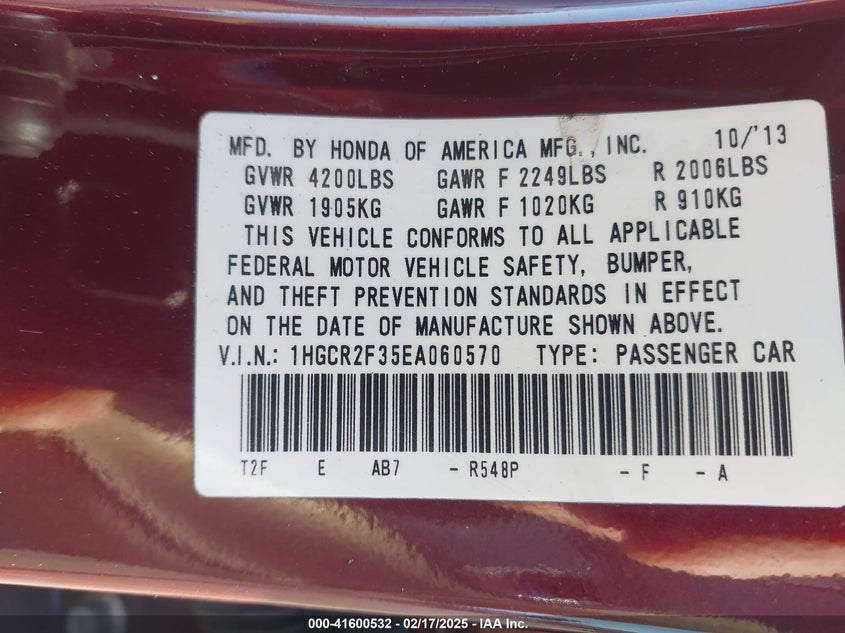 MFD. BY HONDA OF AMERICA MFG., INC. 10/'13
GVWR 4200LBS GAWR F 2249LBS R 2006LBS
GVWR 1905KG GAWR F 1020KG R 910KG
THIS VEHICLE CONFORMS TO ALL APPLICABLE
FEDERAL MOTOR VEHICLE SAFETY, BUMPER,
AND THEFT PREVENTION STANDARDS IN EFFECT
ON THE DATE OF MANUFACTURE SHOWN ABOVE.
V.I.N.: 1HGCR2F35EA060570 TYPE: PASSENGER CAR
T2F E AB7 - R548P - F - A
000-41600532 - 02/17/2025 - IAA Inc.